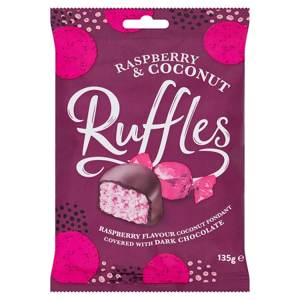 RASPBERRY
& COCONUT
Ruffles
RASPBERRY FLAVOUR COCONUT FONDANT
COVERED WITH DARK CHOCOLATE
135g e